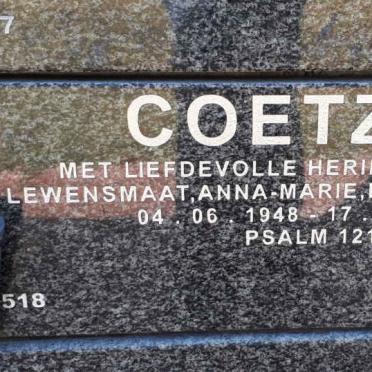 7
COETZ
MET LIEFDEVOLLE HERI
LEWENSMAAT, ANNA-MARIE,
04 . 06 . 1948 - 17 .
PSALM 121
518